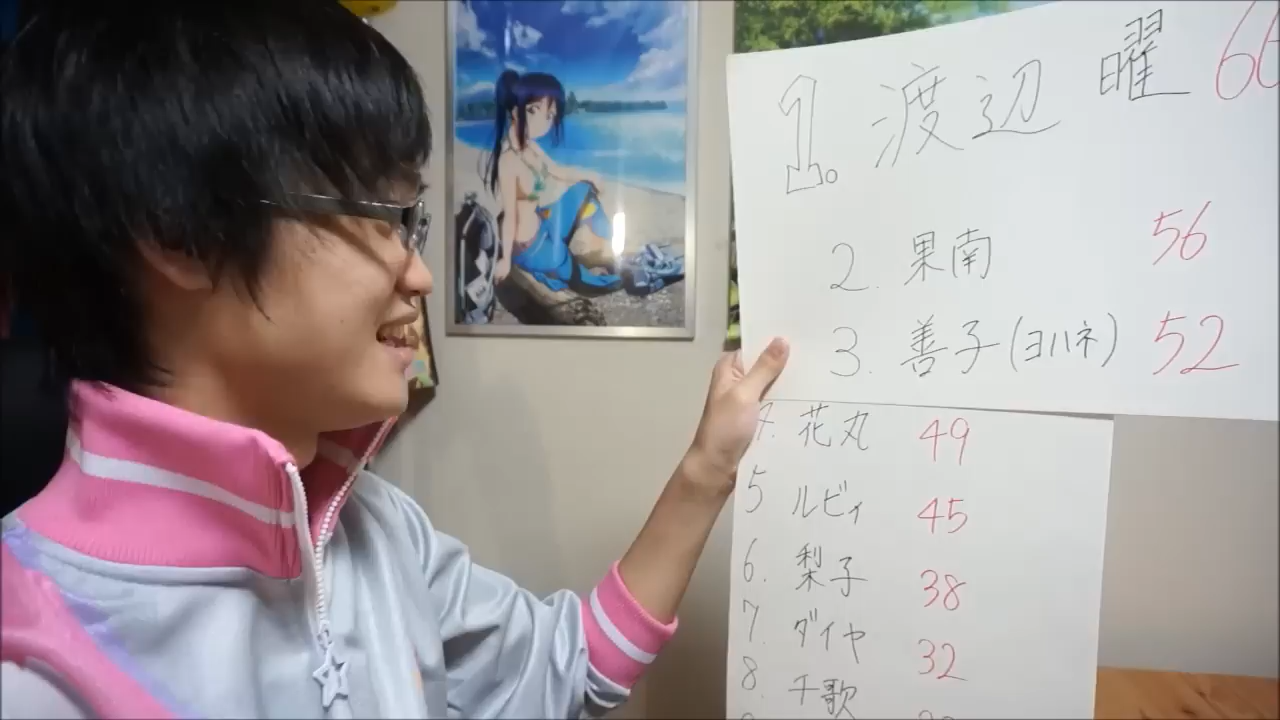 1. 渡辺 曜
2. 果南 56
3. 善子(ヨハネ) 52
4. 花丸 49
5 ルビィ 45
6. 梨子 38
7. ダイヤ 32
8. 千歌